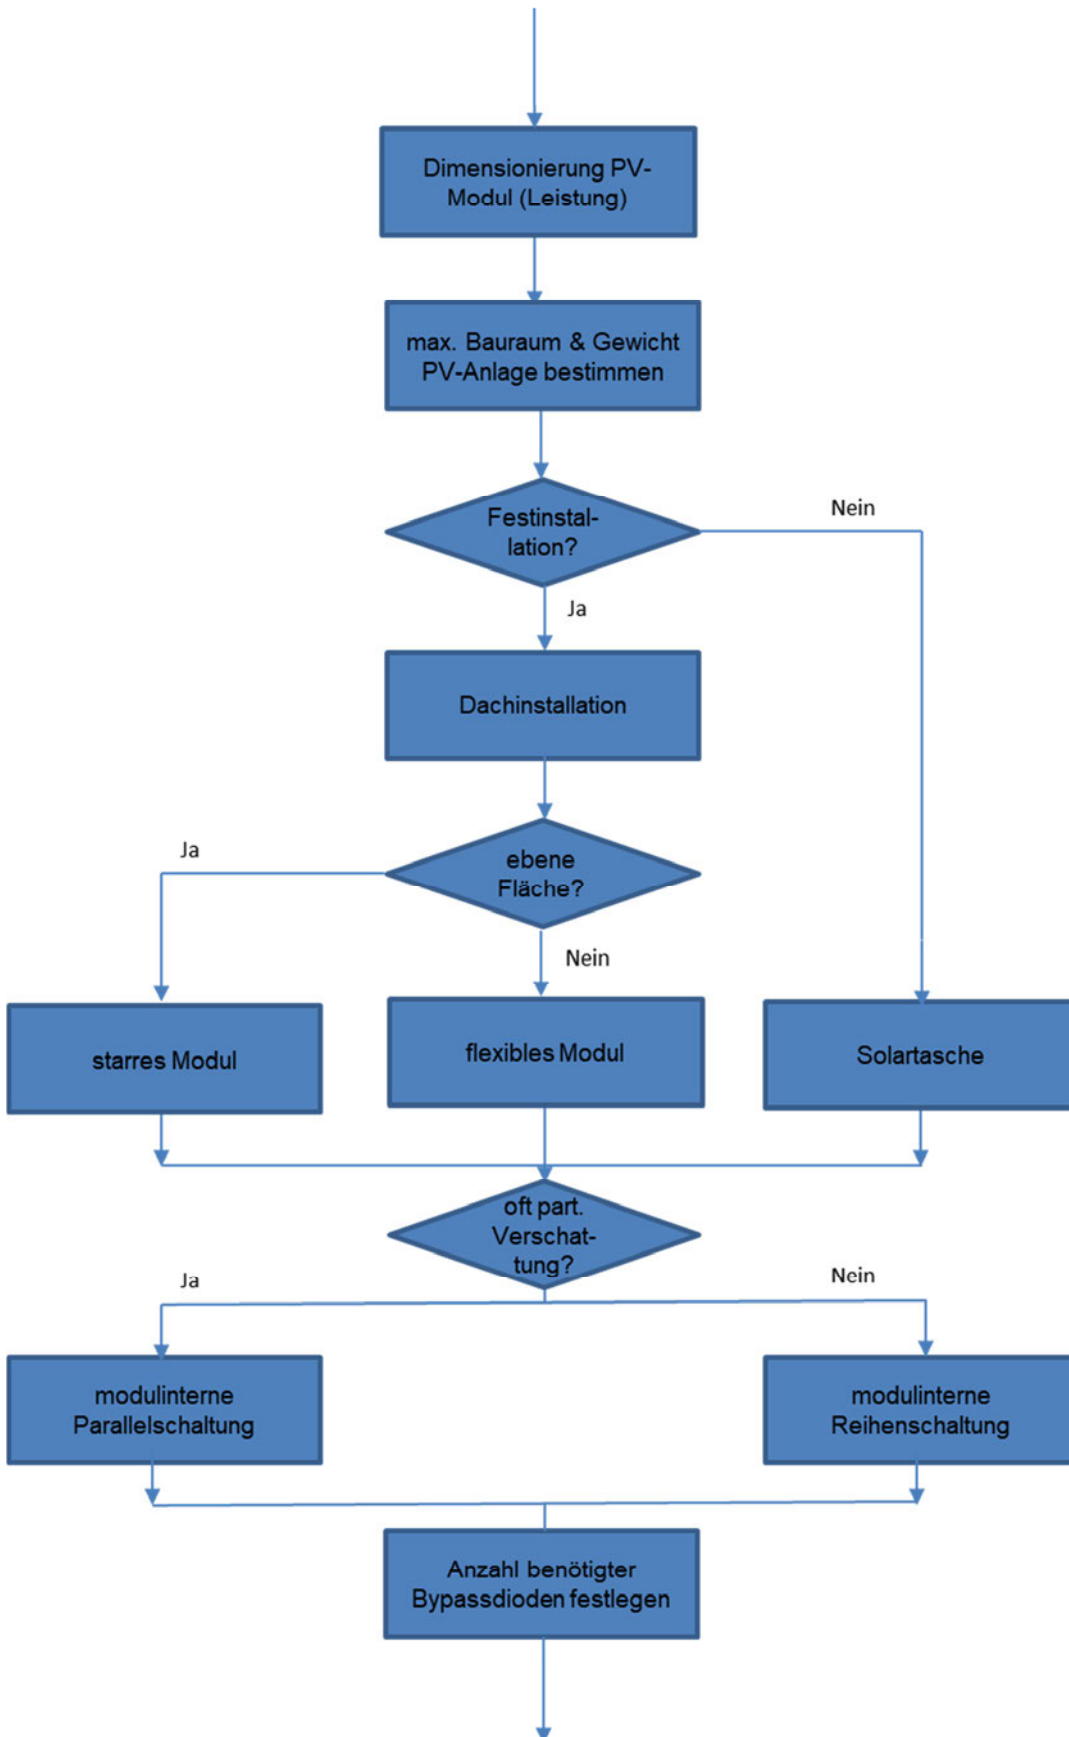 Dimensionierung PV-
Modul (Leistung)
max. Bauraum & Gewicht
PV-Anlage bestimmen
Festinstal-
lation?
Nein
Ja
Dachinstallation
Ja
ebene
Fläche?
Nein
starres Modul
flexibles Modul
Solartasche
oft part.
Verschat-
tung?
Ja
Nein
modulinterne
Parallelschaltung
modulinterne
Reihenschaltung
Anzahl benötigter
Bypassdioden festlegen